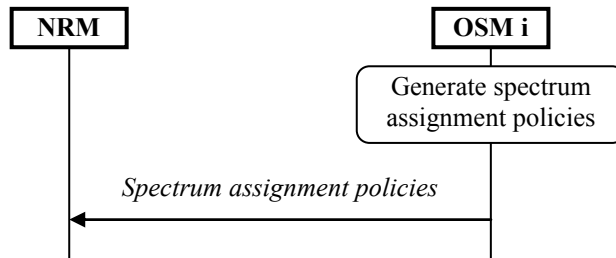 NRM
OSM i
Generate spectrum
assignment policies
Spectrum assignment policies